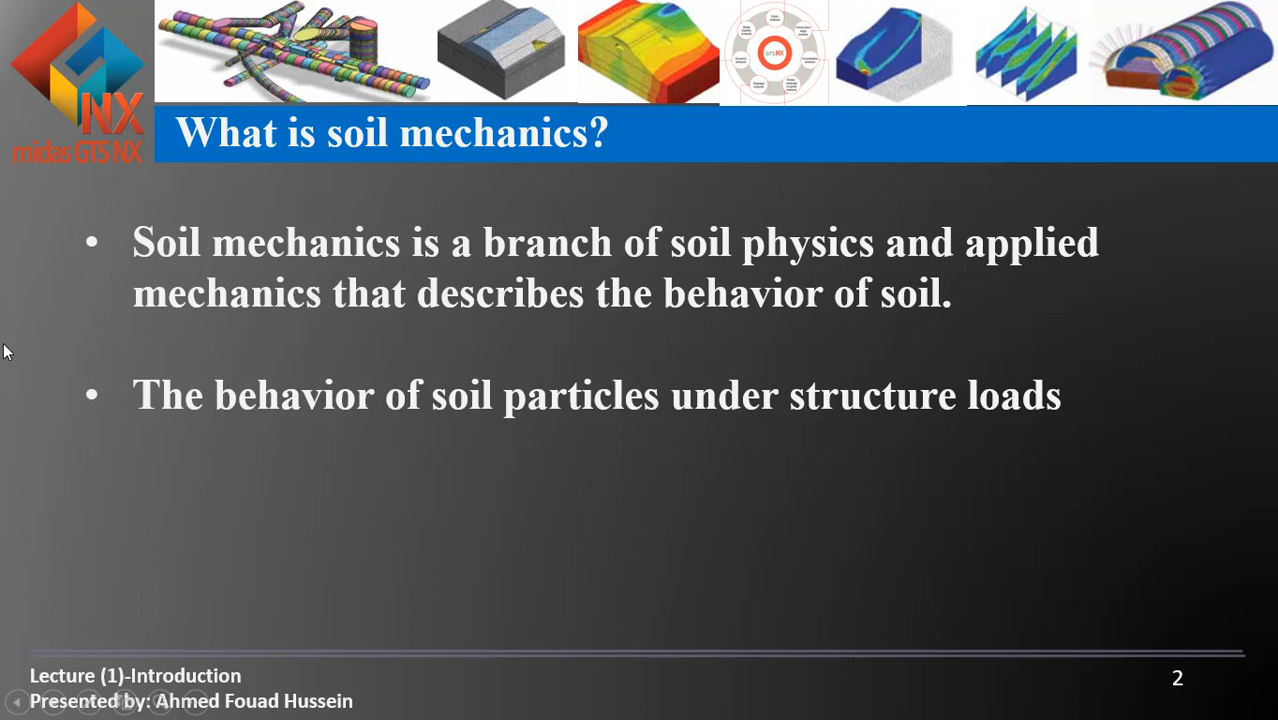 NX
midas GTS NX
GTS NX
What is soil mechanics?
• Soil mechanics is a branch of soil physics and applied
mechanics that describes the behavior of soil.
• The behavior of soil particles under structure loads
Lecture (1)-Introduction
Presented by: Ahmed Fouad Hussein
2